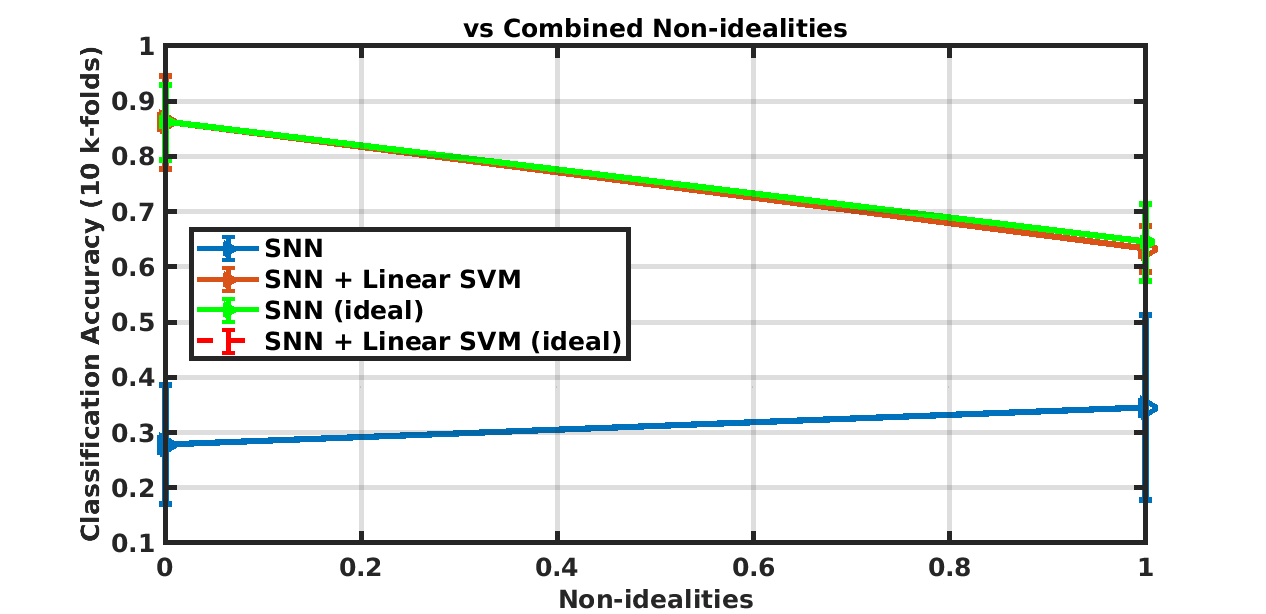 vs Combined Non-idealities
Classification Accuracy (10 k-folds)
1
0.9
0.8
0.7
0.6
0.5
0.4
0.3
0.2
0.1
SNN
SNN + Linear SVM
SNN (ideal)
SNN + Linear SVM (ideal)
0 0.2 0.4 0.6 0.8 1
Non-idealities